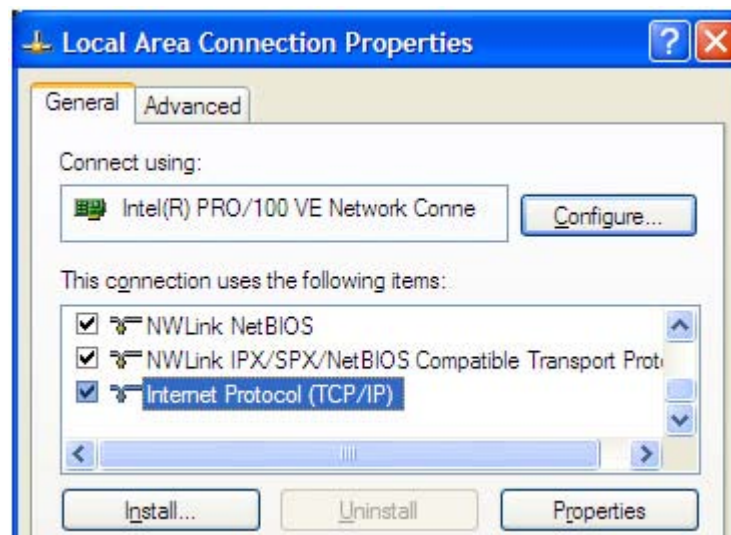 Local Area Connection Properties
General
Advanced
Connect using:
Intel(R) PRO/100 VE Network Conne
Configure...
This connection uses the following items:
NWLink NetBIOS
NWLink IPX/SPX/NetBIOS Compatible Transport Prot
Internet Protocol (TCP/IP)
Install...
Uninstall
Properties